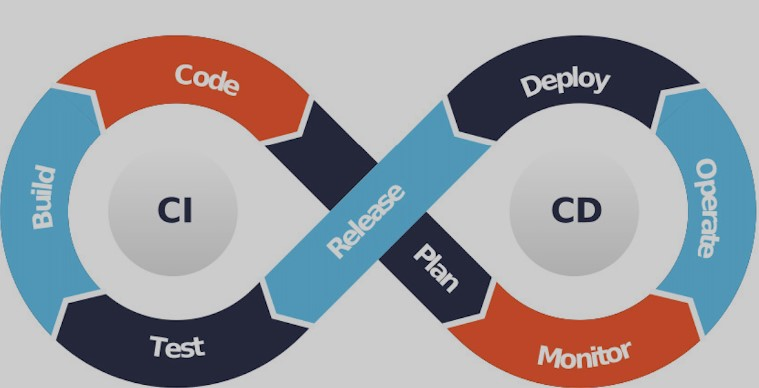 Code
Deploy
Build
CI
Release
CD
Operate
Plan
Test
Monitor